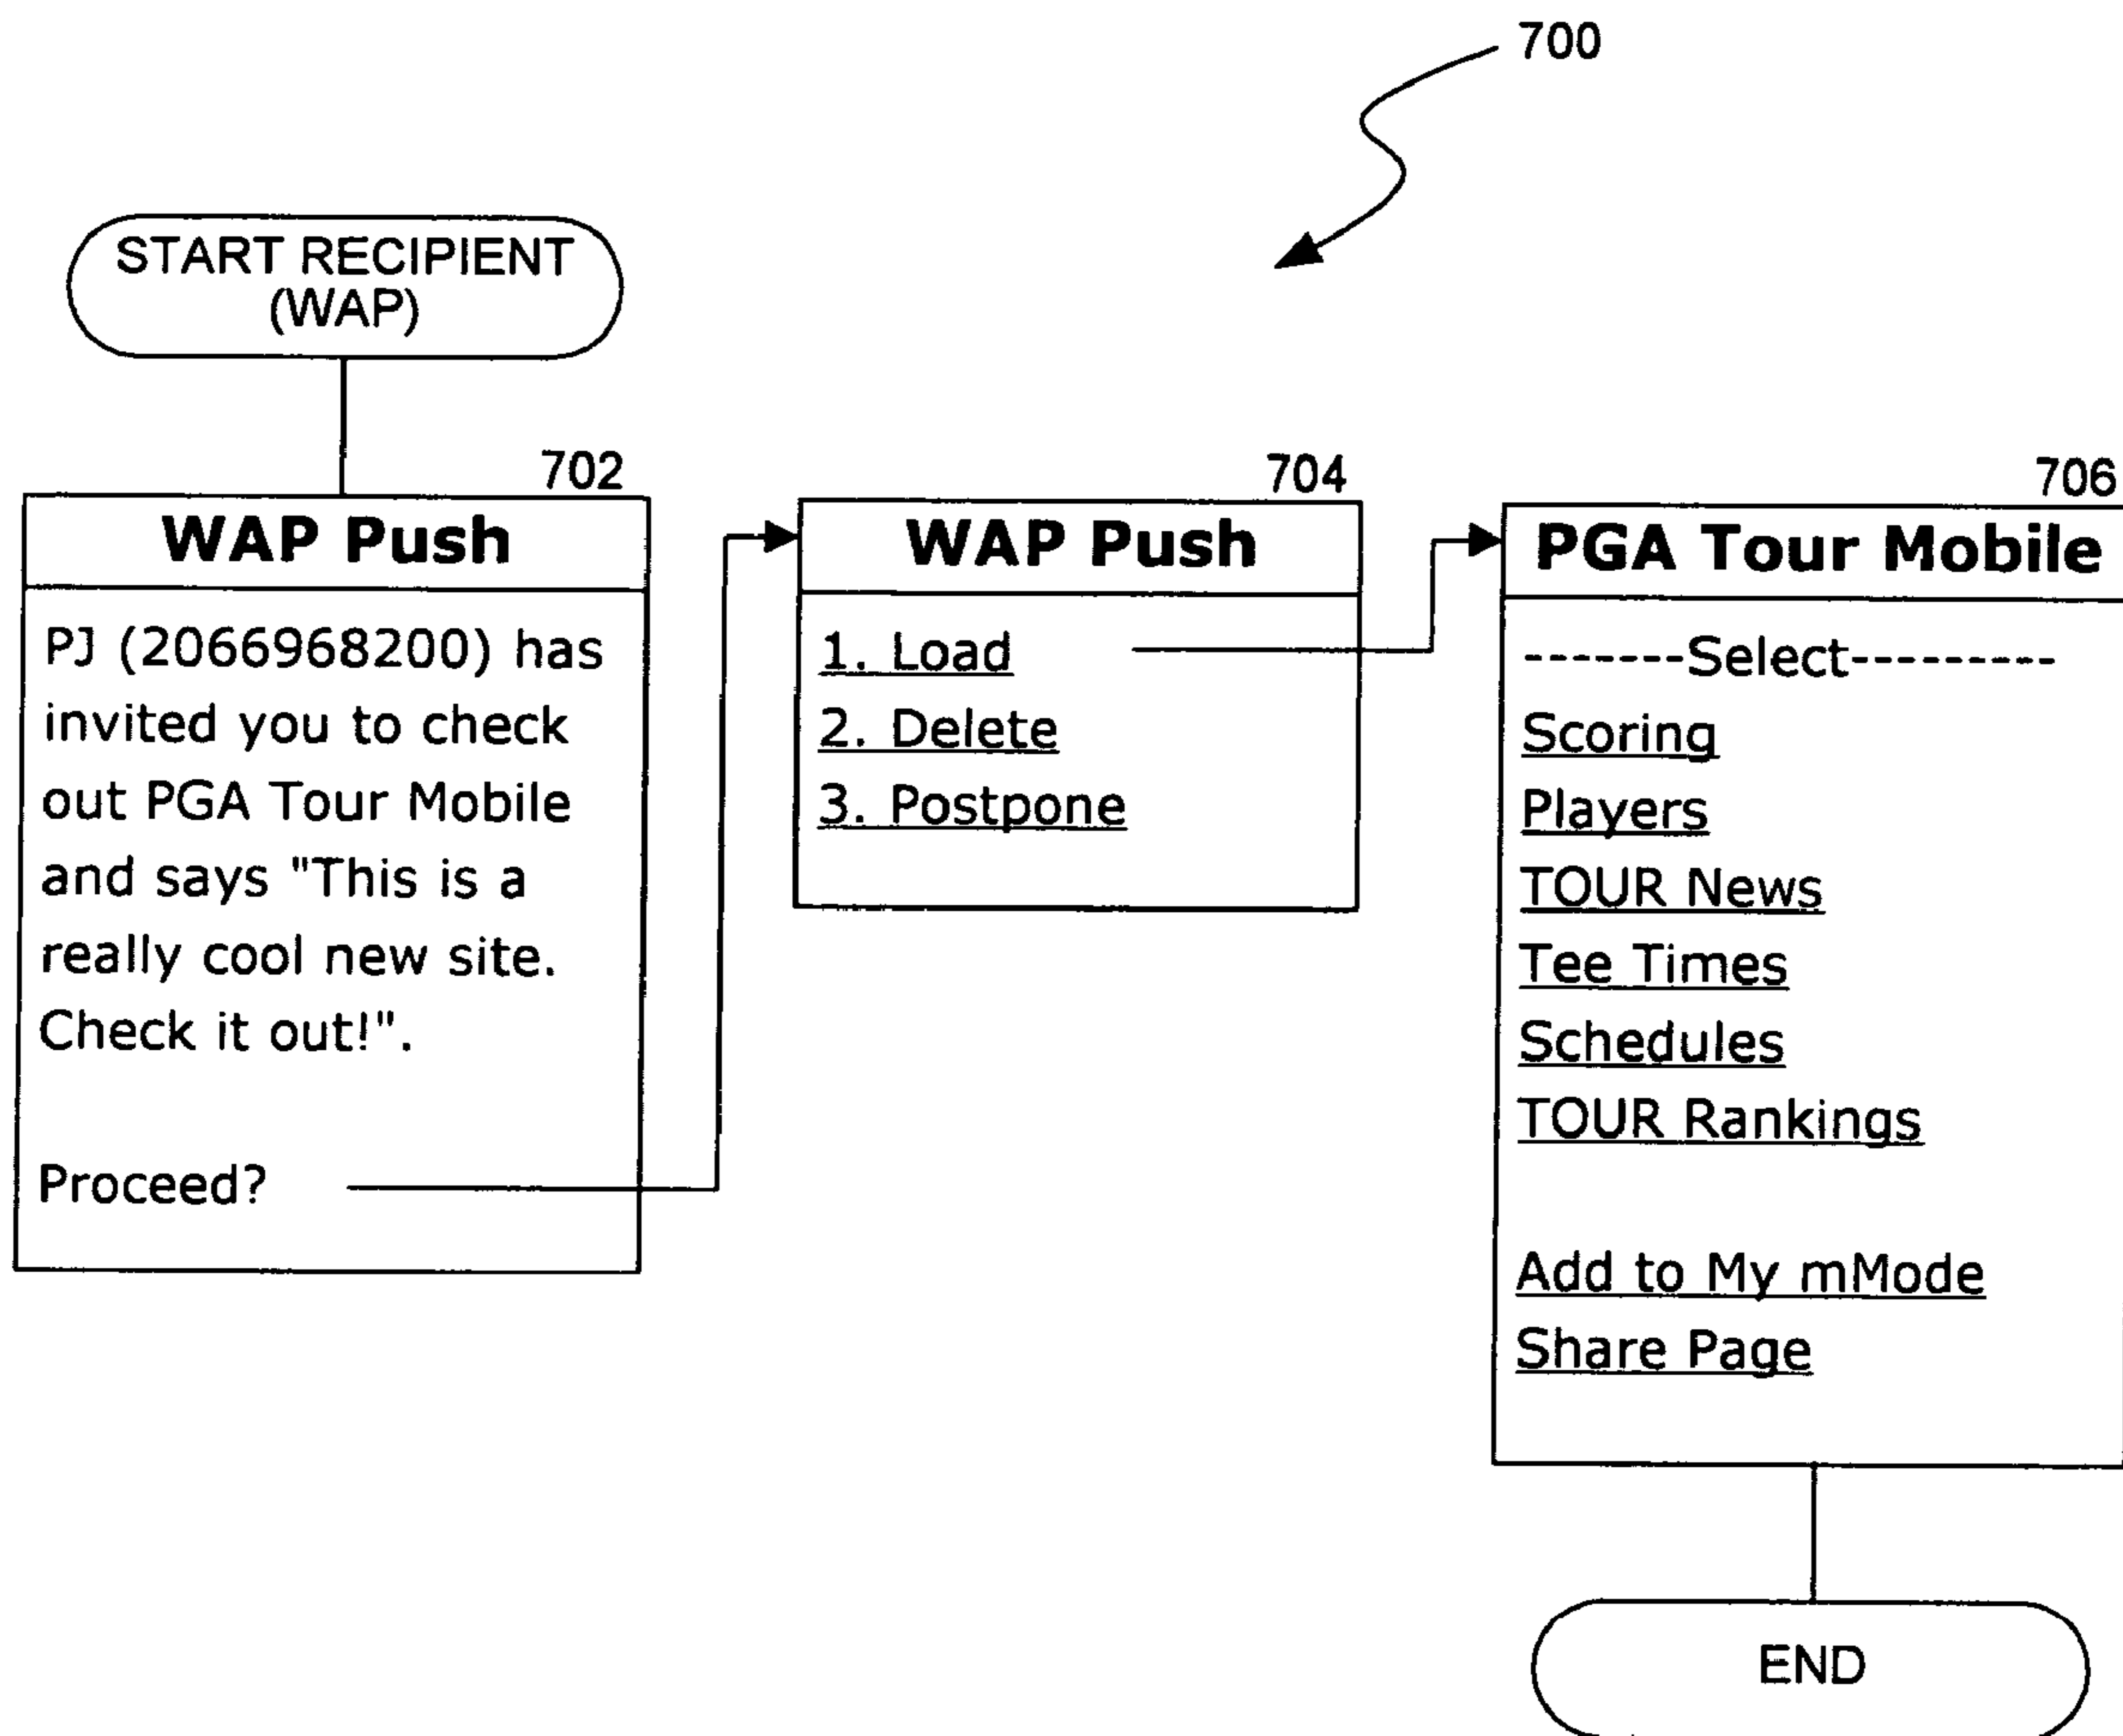 700
START RECIPIENT
(WAP)
702
WAP Push
PJ (2066968200) has
invited you to check
out PGA Tour Mobile
and says "This is a
really cool new site.
Check it out!".
Proceed?
704
WAP Push
1. Load
2. Delete
3. Postpone
706
PGA Tour Mobile
-------Select---------
Scoring
Players
TOUR News
Tee Times
Schedules
TOUR Rankings
Add to My mMode
Share Page
END